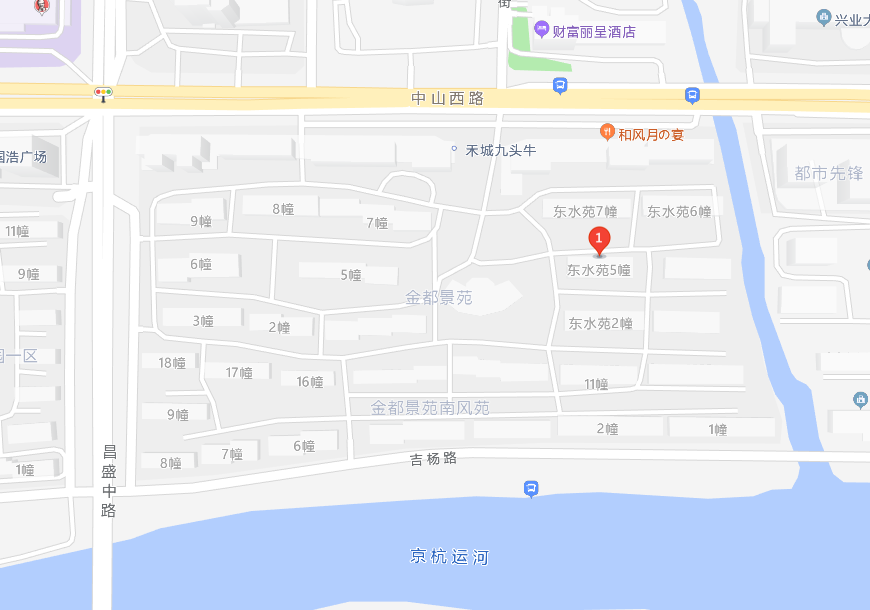 街
财富丽呈酒店
兴业大
中山西路
和风月の宴
禾城九头牛
国浩广场
都市先锋
8幢
9幢
7幢
东水苑7幢
东水苑6幢
11幢
1
6幢
9幢
5幢
东水苑5幢
金都景苑
3幢
2幢
东水苑2幢
园一区
18幢
17幢
16幢
11幢
9幢
金都景苑南风苑
2幢
1幢
6幢
7幢
8幢
吉杨路
1幢
昌盛中路
京杭运河